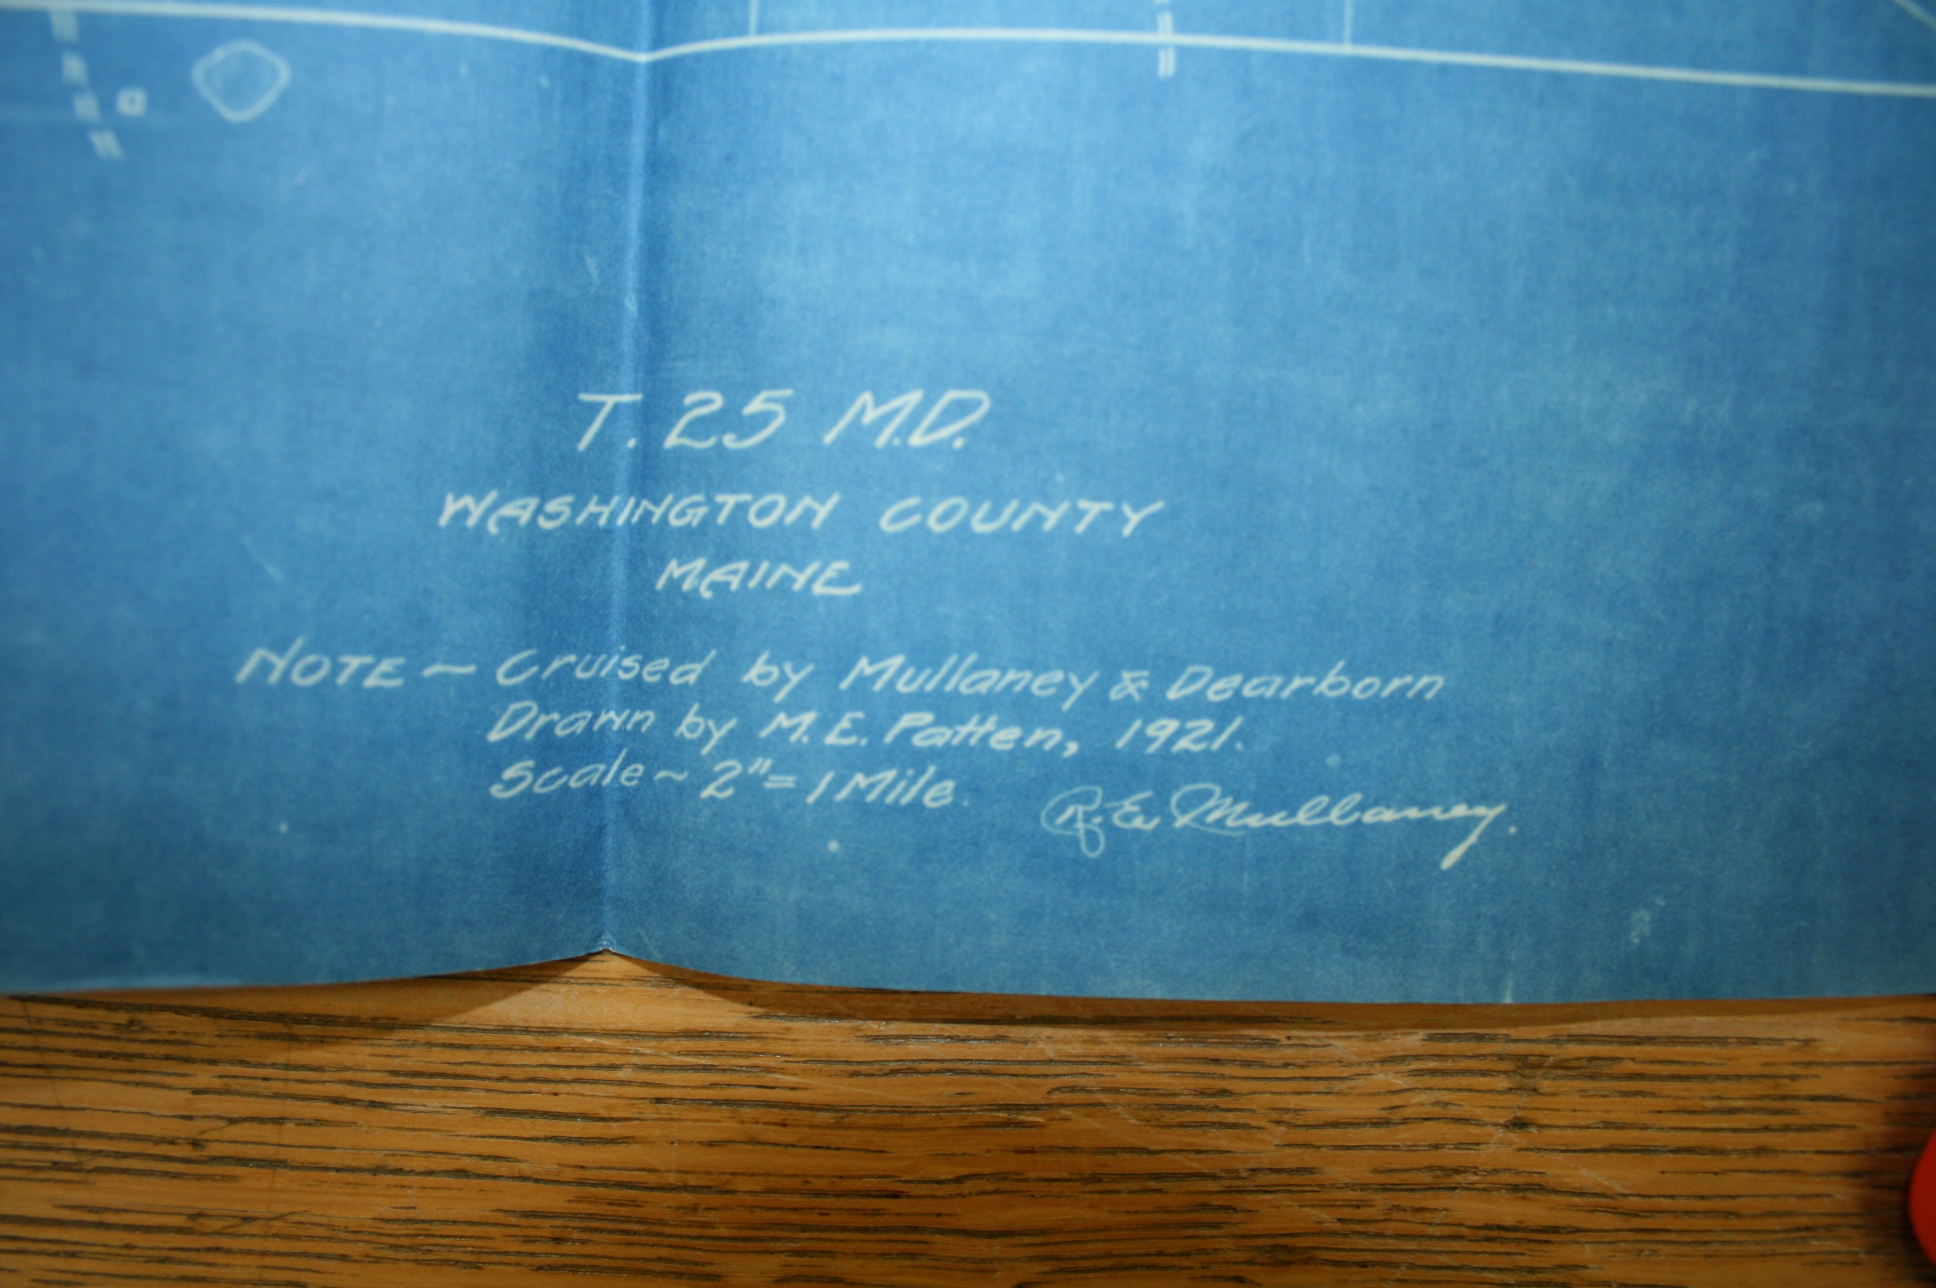 T. 25 M.D.
WASHINGTON COUNTY
MAINE
NOTE ~ Cruised by Mullaney & Dearborn
Drawn by M. E. Patten, 1921.
Scale ~ 2" = 1 Mile.
R. E. Mullaney.